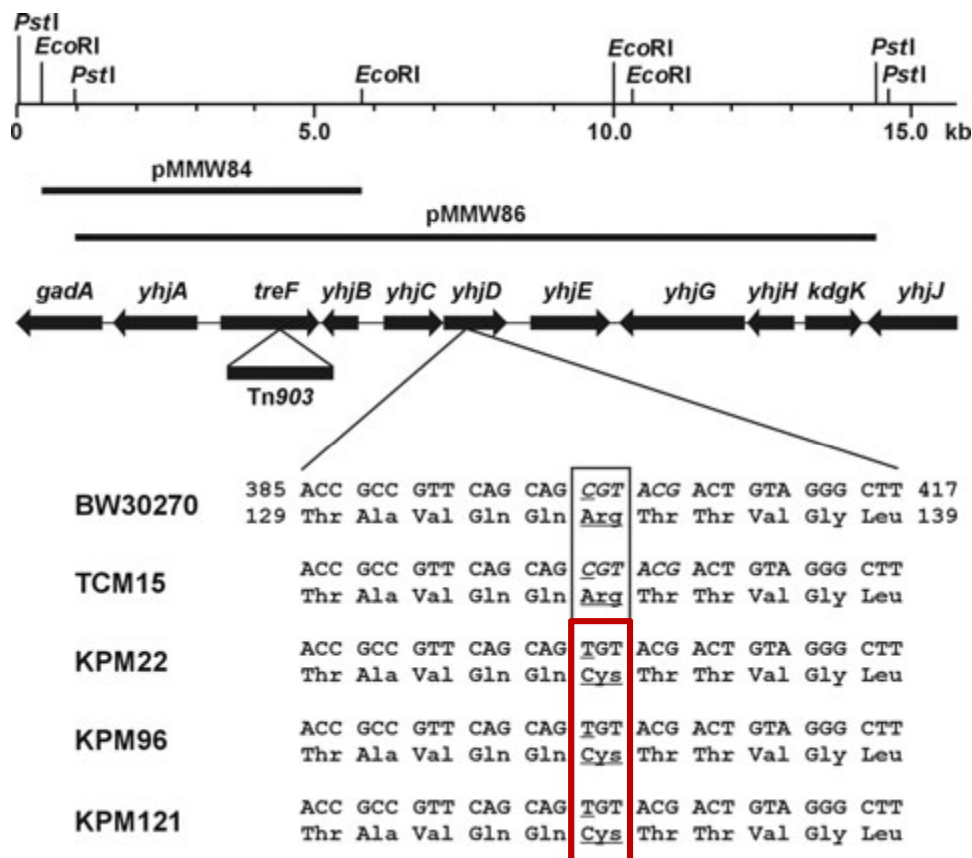 PstI
EcoRI
PstI
EcoRI
EcoRI
EcoRI
PstI
PstI
0 5.0 10.0 15.0 kb
pMMW84
pMMW86
gadA yhjA treF yhjB yhjC yhjD yhjE yhjG yhjH kdgK yhjJ
Tn903
BW30270
385 ACC GCC GTT CAG CAG CGT ACG ACT GTA GGG CTT 417
129 Thr Ala Val Gln Gln Arg Thr Thr Val Gly Leu 139
TCM15
ACC GCC GTT CAG CAG CGT ACG ACT GTA GGG CTT
Thr Ala Val Gln Gln Arg Thr Thr Val Gly Leu
KPM22
ACC GCC GTT CAG CAG TGT ACG ACT GTA GGG CTT
Thr Ala Val Gln Gln Cys Thr Thr Val Gly Leu
KPM96
ACC GCC GTT CAG CAG TGT ACG ACT GTA GGG CTT
Thr Ala Val Gln Gln Cys Thr Thr Val Gly Leu
KPM121
ACC GCC GTT CAG CAG TGT ACG ACT GTA GGG CTT
Thr Ala Val Gln Gln Cys Thr Thr Val Gly Leu